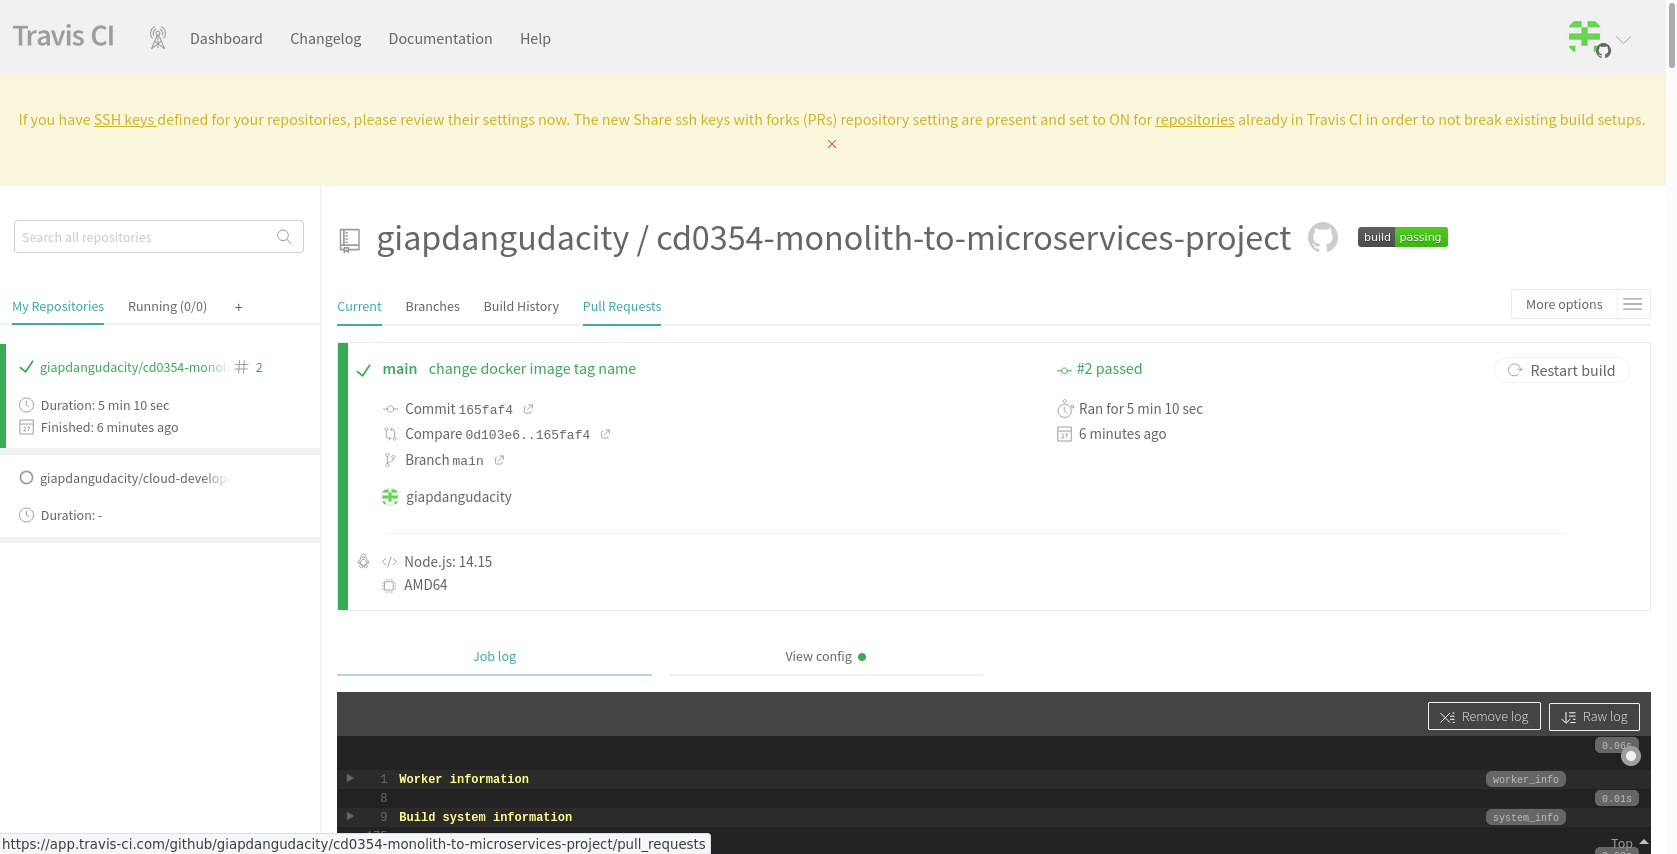 Travis CI
Dashboard
Changelog
Documentation
Help
If you have SSH keys defined for your repositories, please review their settings now. The new Share ssh keys with forks (PRs) repository setting are present and set to ON for repositories already in Travis CI in order to not break existing build setups.
Search all repositories
giapdangudacity / cd0354-monolith-to-microservices-project
build passing
My Repositories
Running (0/0)
+
Current
Branches
Build History
Pull Requests
More options
giapdangudacity/cd0354-monol
# 2
Duration: 5 min 10 sec
Finished: 6 minutes ago
giapdangudacity/cloud-develop
Duration: -
main change docker image tag name
#2 passed
Restart build
Commit 165faf4
Ran for 5 min 10 sec
Compare 0d103e6..165faf4
6 minutes ago
Branch main
giapdangudacity
</> Node.js: 14.15
AMD64
Job log
View config
Remove log
Raw log
0.06s
1 Worker information
worker_info
8
0.01s
9 Build system information
system_info
Top
https://app.travis-ci.com/github/giapdangudacity/cd0354-monolith-to-microservices-project/pull_requests